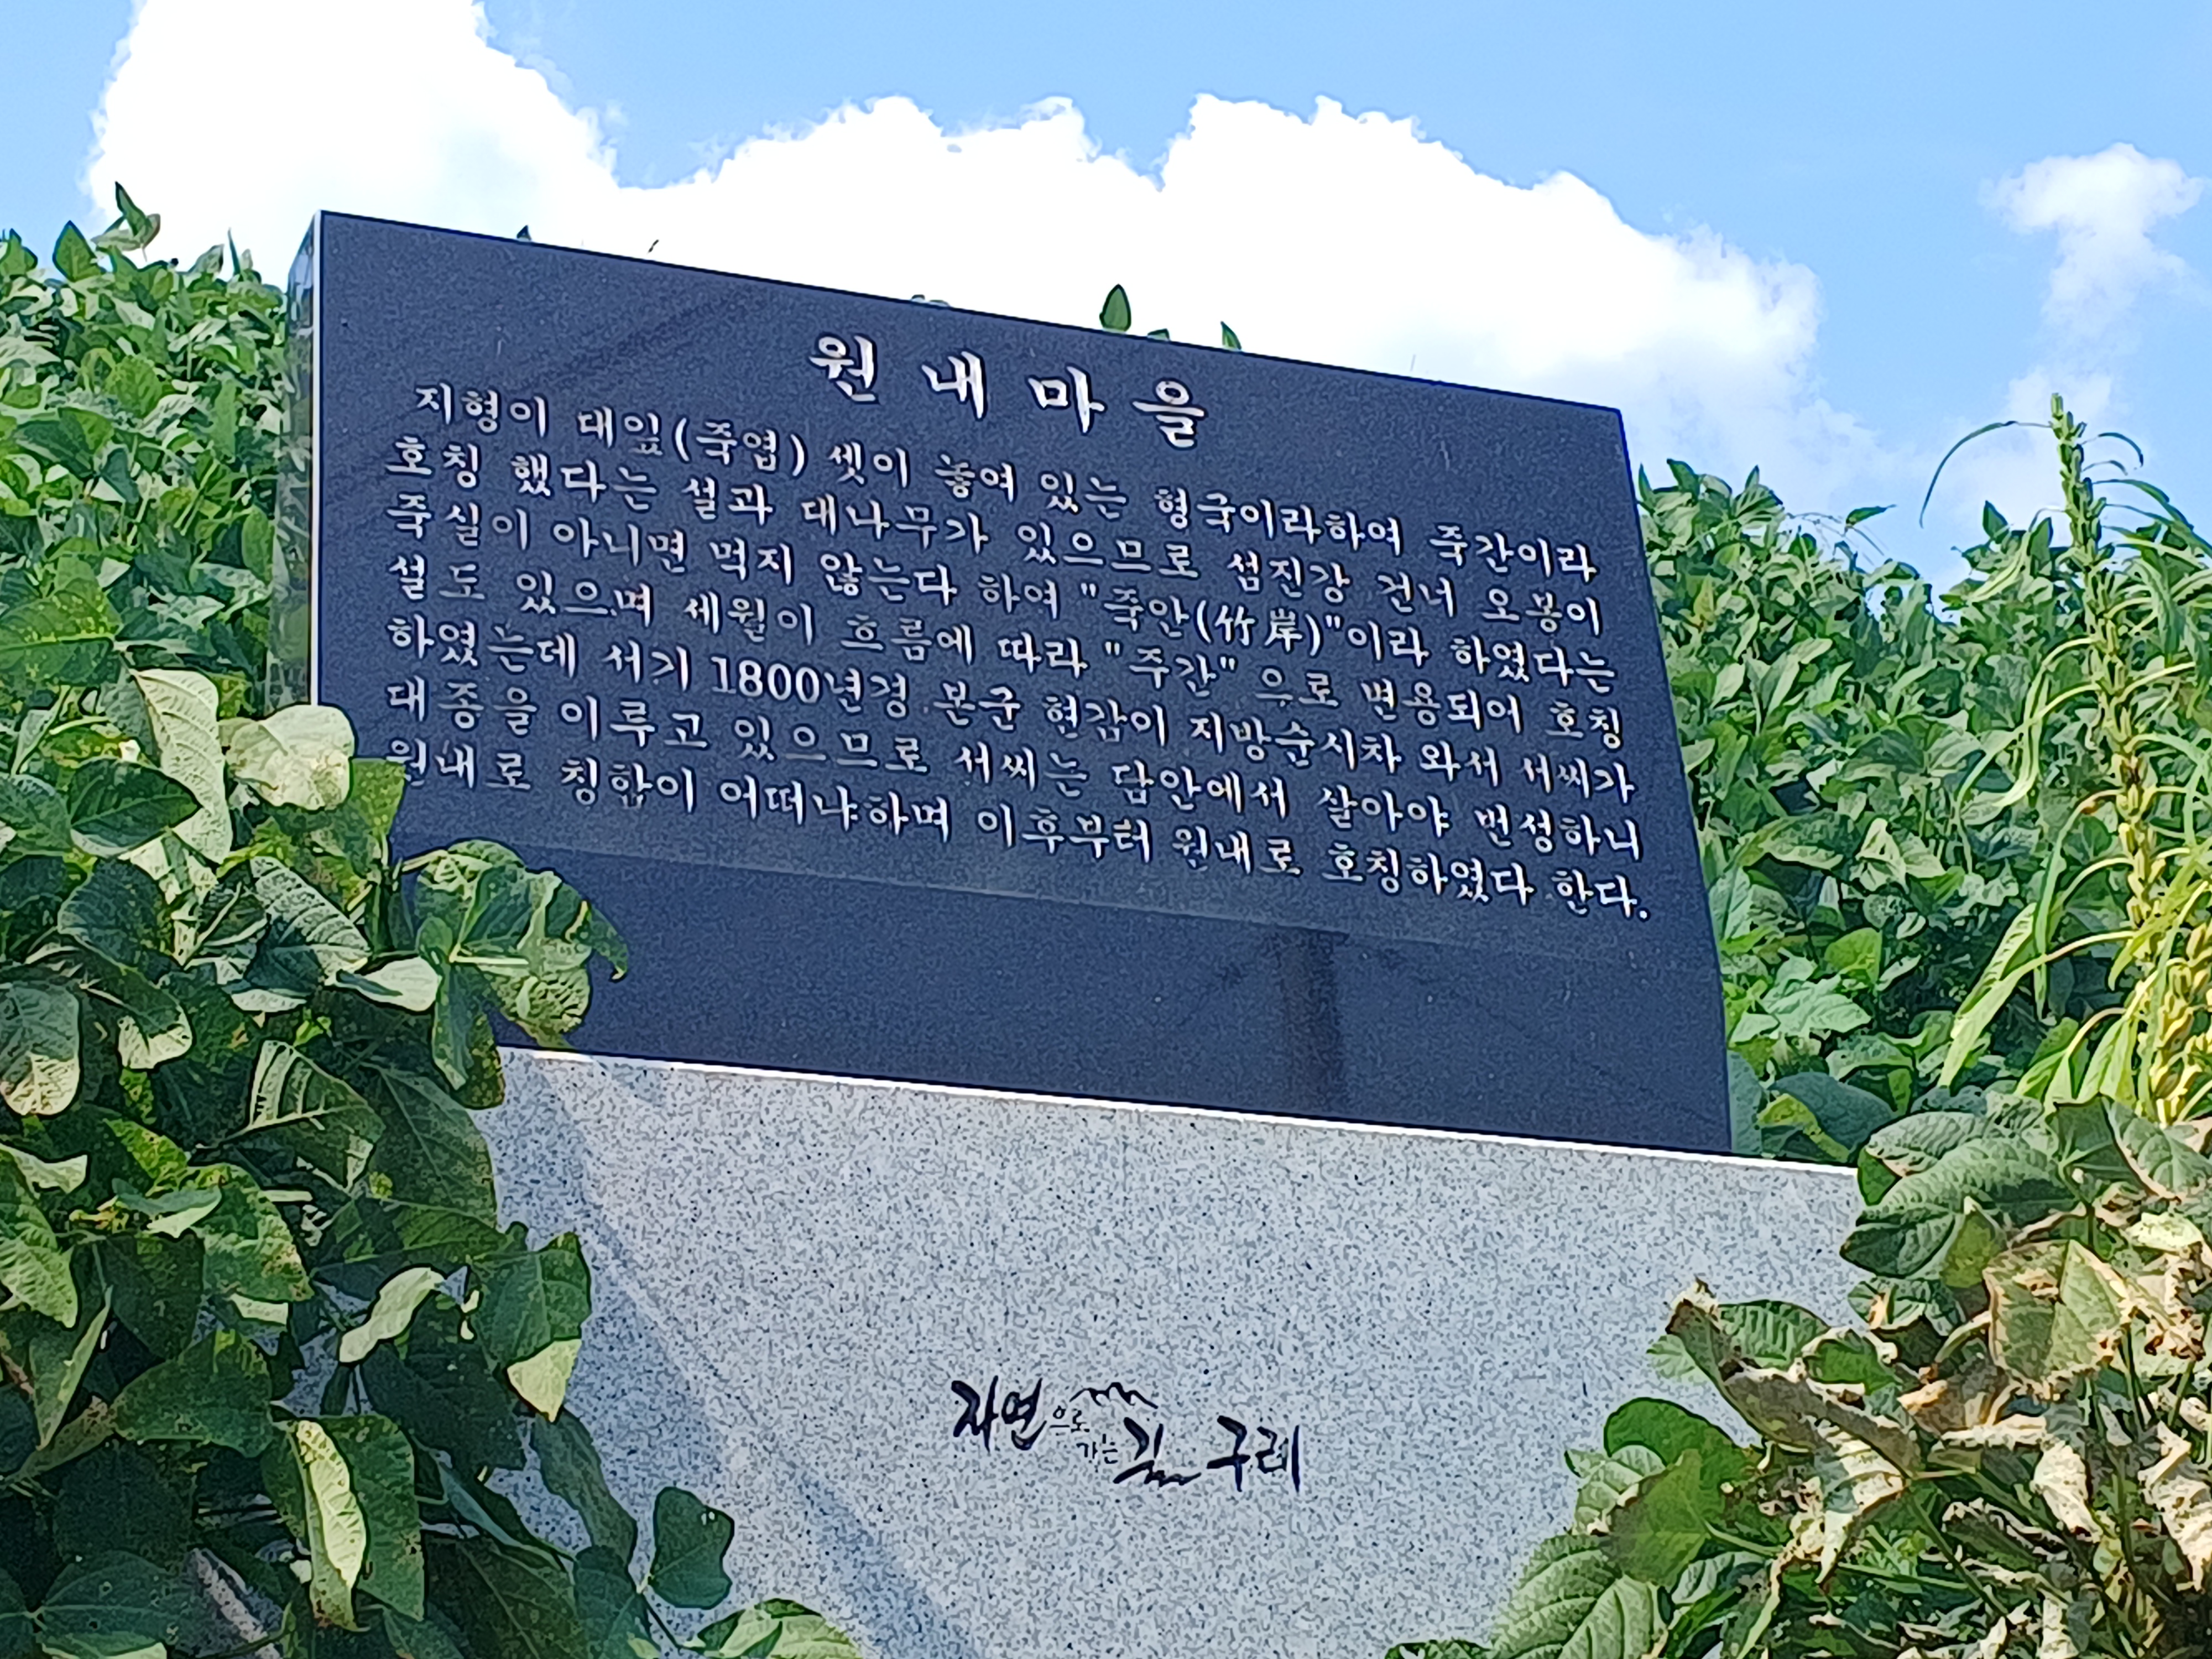 원내마을
지형이 대잎(죽엽) 셋이 놓여 있는 형국이라하여 죽간이라
호칭 했다는 설과 대나무가 있으므로 섬진강 건너 오봉이
죽실이 아니면 먹지 않는다 하여 "죽안(竹岸)"이라 하였다는
설도 있으며 세월이 흐름에 따라 "주간" 으로 변용되어 호칭
하였는데 서기 1800년경 본군 현감이 지방순시차 와서 서씨가
대종을 이루고 있으므로 서씨는 담안에서 살아야 번성하니
원내로 칭함이 어떠냐하며 이후부터 원내로 호칭하였다 한다.
자연으로 가는 길 구례